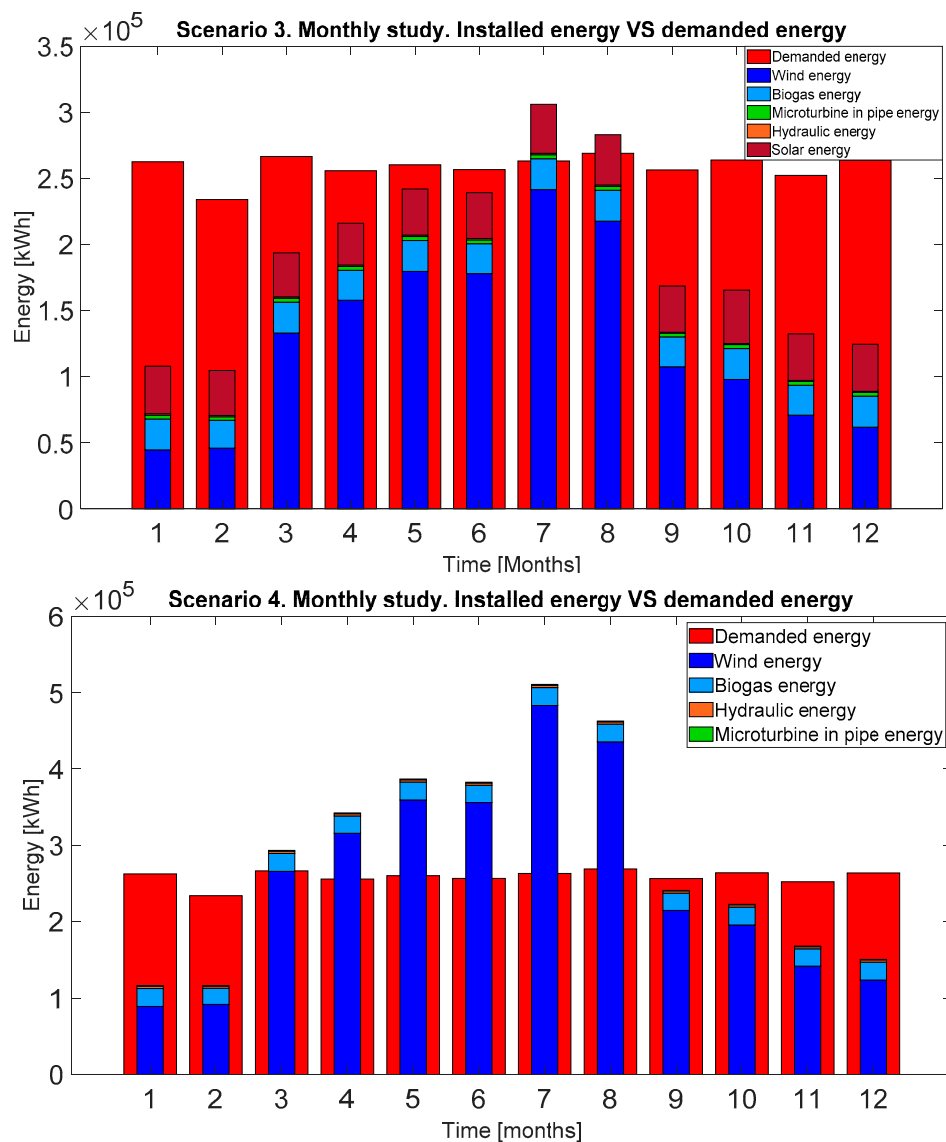 Scenario 3. Monthly study. Installed energy VS demanded energy
×10⁵
3.5
3
2.5
2
1.5
1
0.5
0
Energy [kWh]
Demanded energy
Wind energy
Biogas energy
Microturbine in pipe energy
Hydraulic energy
Solar energy
1 2 3 4 5 6 7 8 9 10 11 12
Time [Months]
Scenario 4. Monthly study. Installed energy VS demanded energy
×10⁵
6
5
4
3
2
1
0
Energy [kWh]
Demanded energy
Wind energy
Biogas energy
Hydraulic energy
Microturbine in pipe energy
1 2 3 4 5 6 7 8 9 10 11 12
Time [months]